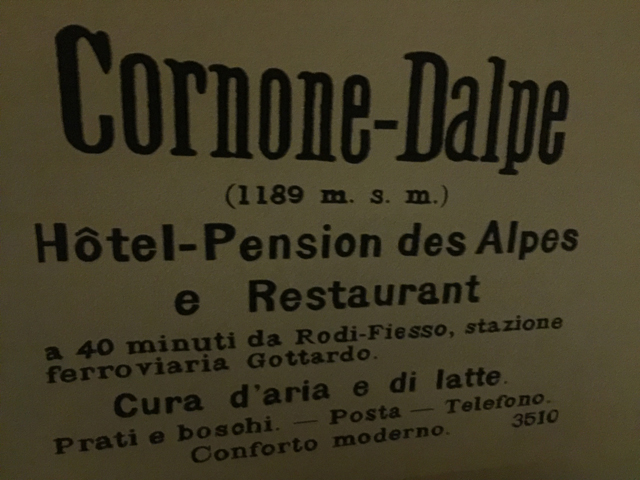 Cornone-Dalpe
(1189 m. s. m.)
Hôtel-Pension des Alpes
e Restaurant
a 40 minuti da Rodi-Fiesso, stazione
ferroviaria Gottardo.
Cura d'aria e di latte.
Prati e boschi. — Posta — Telefono.
Conforto moderno. 3510